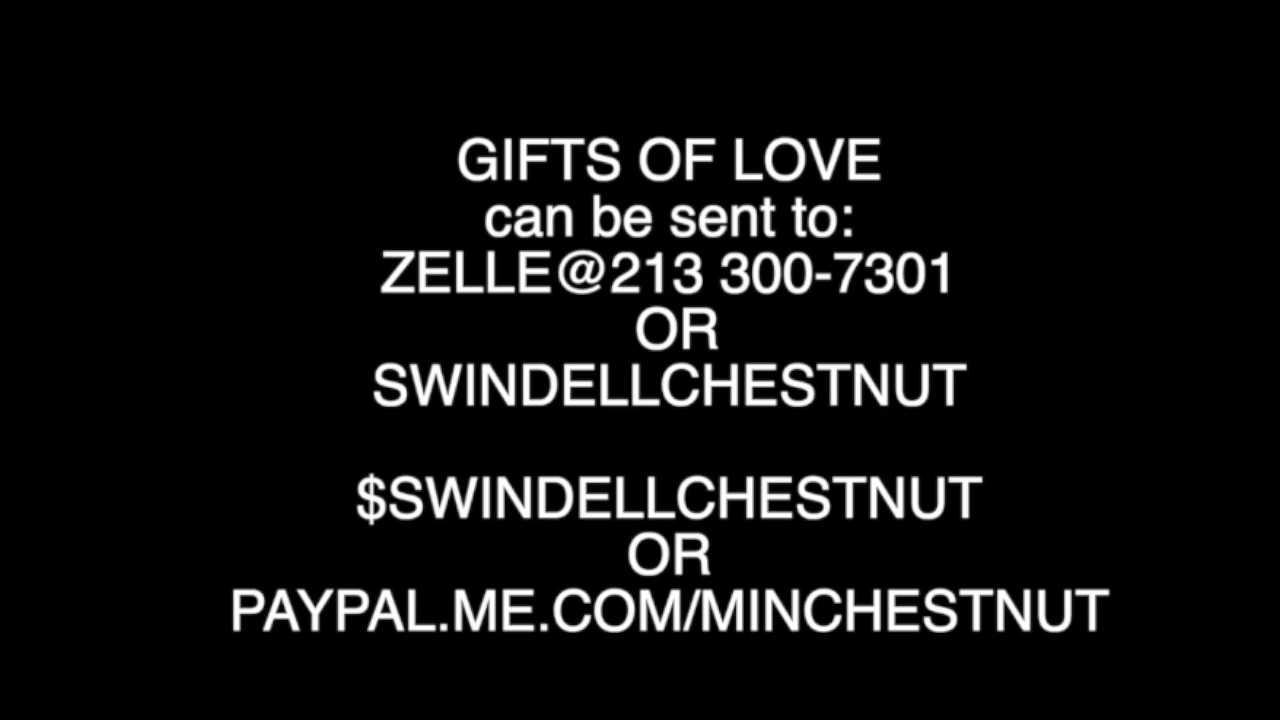 GIFTS OF LOVE
can be sent to:
ZELLE@213 300-7301
OR
SWINDELLCHESTNUT
$SWINDELLCHESTNUT
OR
PAYPAL.ME.COM/MINCHESTNUT